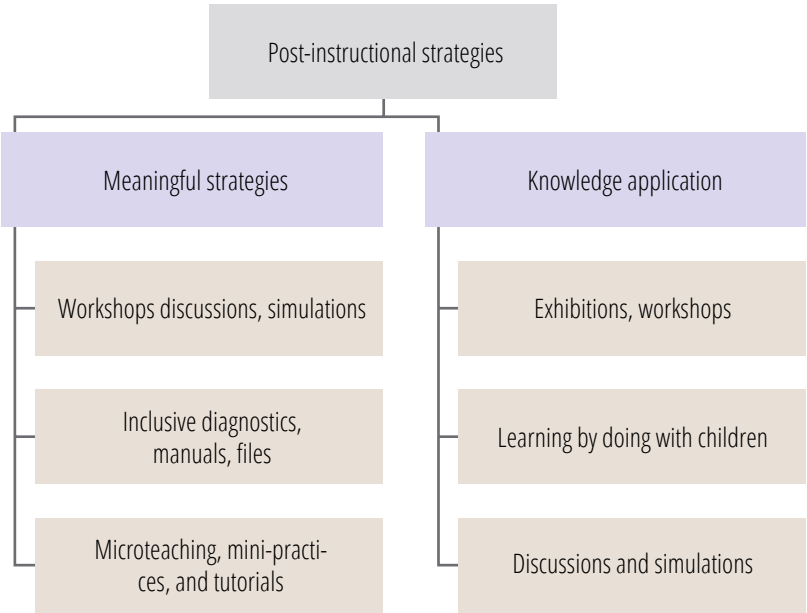 Post-instructional strategies
Meaningful strategies
Knowledge application
Workshops discussions, simulations
Exhibitions, workshops
Inclusive diagnostics,
manuals, files
Learning by doing with children
Microteaching, mini-practi-
ces, and tutorials
Discussions and simulations